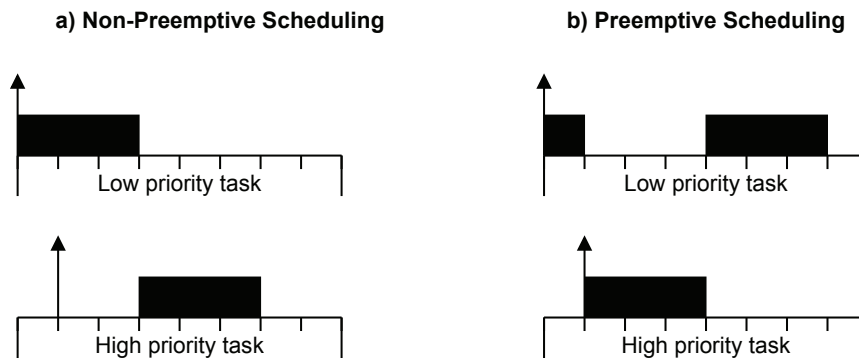 a) Non-Preemptive Scheduling
b) Preemptive Scheduling
Low priority task
Low priority task
High priority task
High priority task